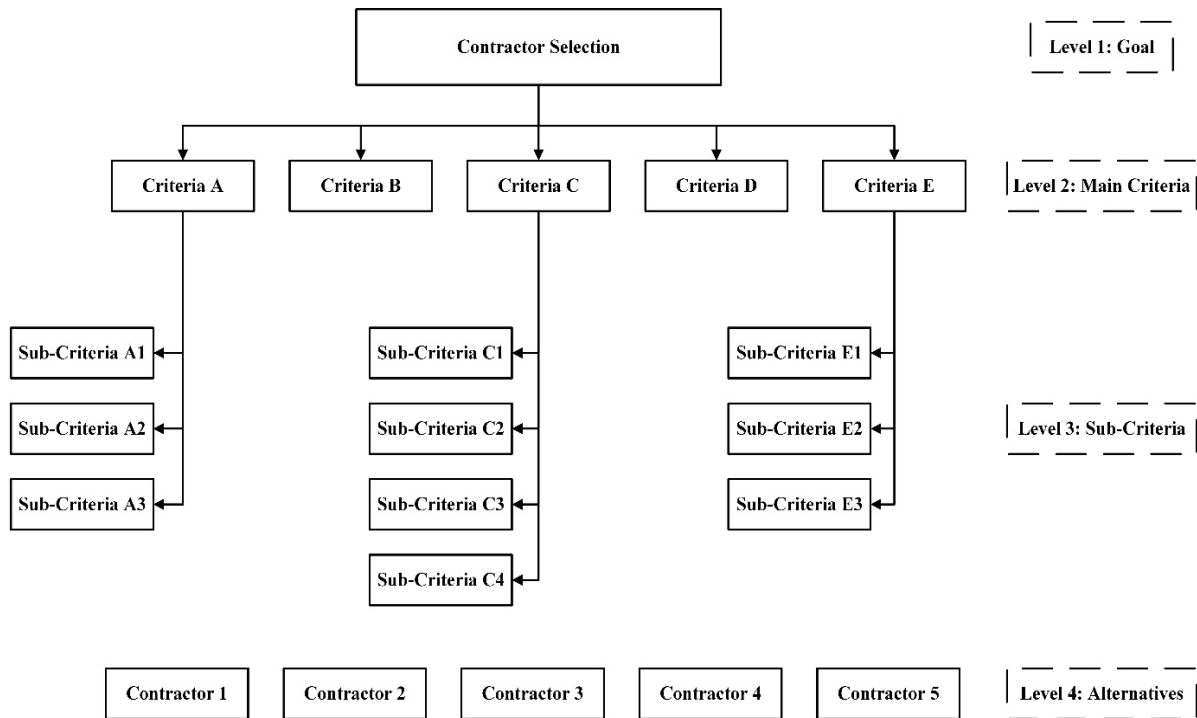 Contractor Selection
Level 1: Goal
Criteria A
Criteria B
Criteria C
Criteria D
Criteria E
Level 2: Main Criteria
Sub-Criteria A1
Sub-Criteria C1
Sub-Criteria E1
Sub-Criteria A2
Sub-Criteria C2
Sub-Criteria E2
Level 3: Sub-Criteria
Sub-Criteria A3
Sub-Criteria C3
Sub-Criteria E3
Sub-Criteria C4
Contractor 1
Contractor 2
Contractor 3
Contractor 4
Contractor 5
Level 4: Alternatives